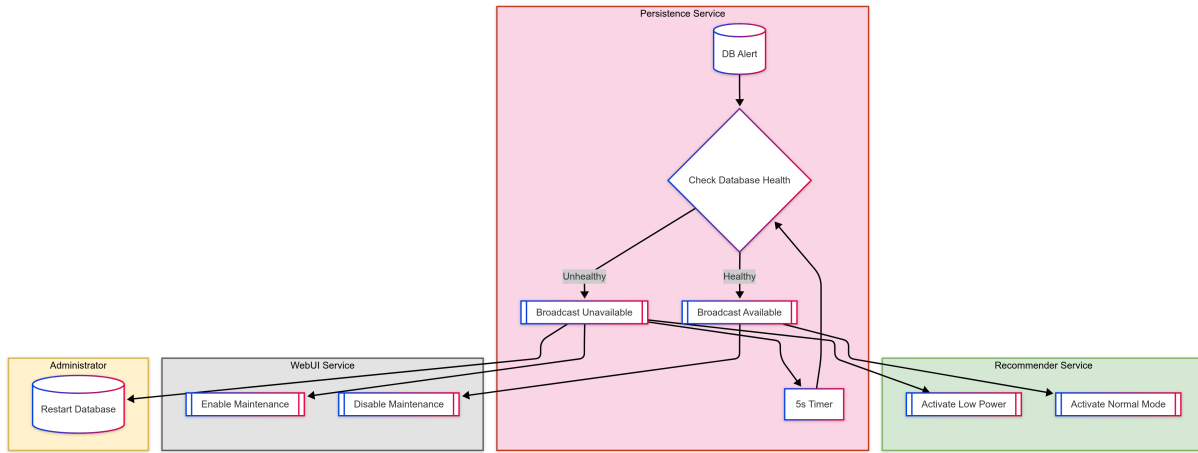 Persistence Service
DB Alert
Check Database Health
Unhealthy
Healthy
Broadcast Unavailable
Broadcast Available
Administrator
WebUI Service
Recommender Service
Restart Database
Enable Maintenance
Disable Maintenance
5s Timer
Activate Low Power
Activate Normal Mode